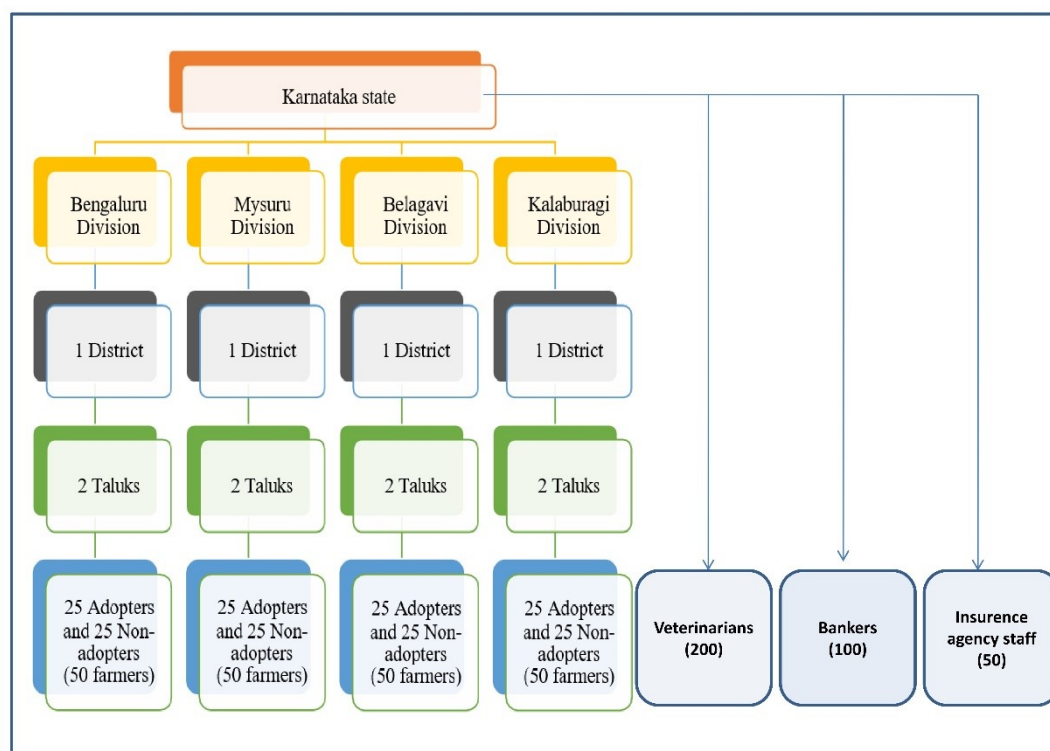 Karnataka state
Bengaluru
Division
Mysuru
Division
Belagavi
Division
Kalaburagi
Division
1 District
1 District
1 District
1 District
2 Taluks
2 Taluks
2 Taluks
2 Taluks
25 Adopters
and 25 Non-
adopters
(50 farmers)
25 Adopters
and 25 Non-
adopters
(50 farmers)
25 Adopters
and 25 Non-
adopters
(50 farmers)
25 Adopters
and 25 Non-
adopters
(50 farmers)
Veterinarians
(200)
Bankers
(100)
Insurence
agency staff
(50)